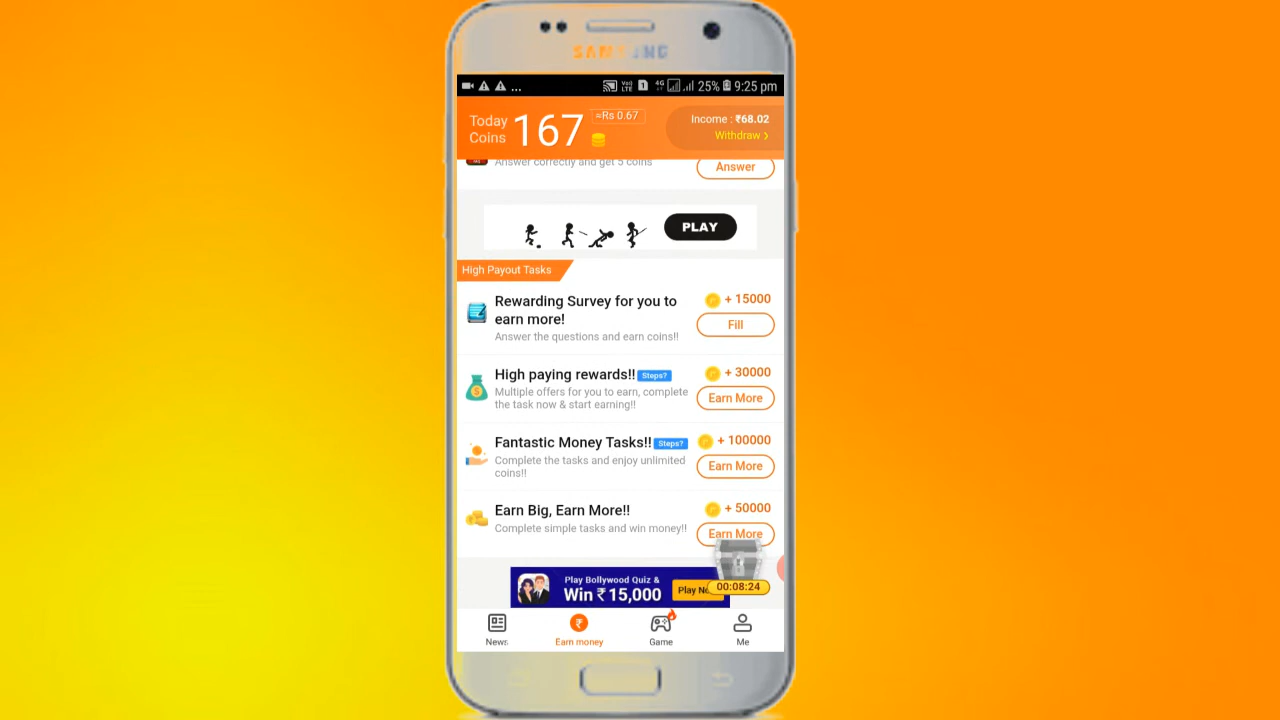 SAMSUNG
... Vo) LTE 1 4G 25% 9:25 pm
Today Coins 167 ≈Rs 0.67
Income : ₹68.02
Withdraw >
Answer correctly and get 5 coins
Answer
PLAY
High Payout Tasks
Rewarding Survey for you to earn more!
+ 15000
Answer the questions and earn coins!!
Fill
High paying rewards!! Steps?
+ 30000
Multiple offers for you to earn, complete
the task now & start earning!!
Earn More
Fantastic Money Tasks!! Steps?
+ 100000
Complete the tasks and enjoy unlimited
coins!!
Earn More
Earn Big, Earn More!!
+ 50000
Complete simple tasks and win money!!
Earn More
Play Bollywood Quiz &
Win ₹ 15,000
Play
00:08:24
News
Earn money
Game
Me